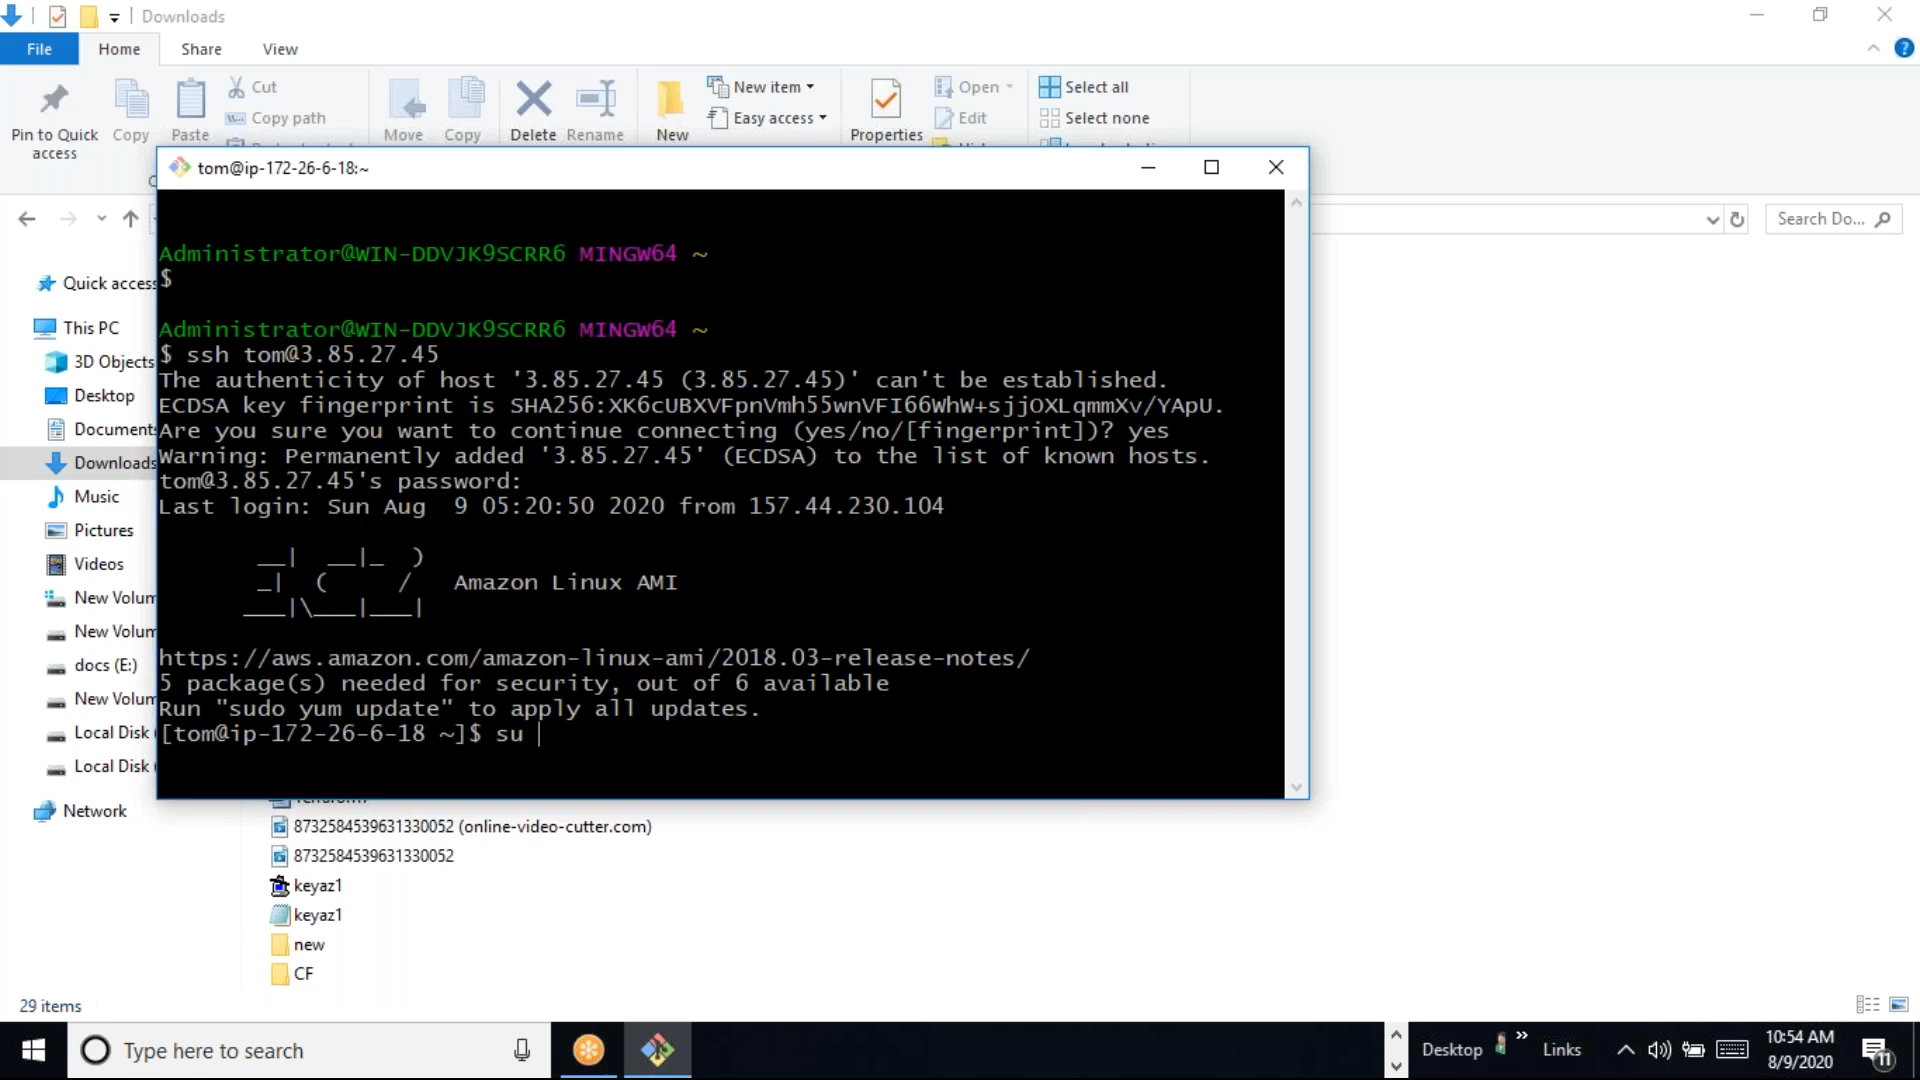 Downloads
File Home Share View
Pin to Quick access
Copy
Paste
Cut
Copy path
Move
Copy
Delete
Rename
New
New item
Easy access
Properties
Open
Edit
Select all
Select none
tom@ip-172-26-6-18:~
Search Do...
Quick access
This PC
3D Objects
Desktop
Documents
Downloads
Music
Pictures
Videos
New Volum
New Volum
docs (E:)
New Volum
Local Disk
Local Disk
Network
Administrator@WIN-DDVJK9SCRR6 MINGW64 ~
$
Administrator@WIN-DDVJK9SCRR6 MINGW64 ~
$ ssh tom@3.85.27.45
The authenticity of host '3.85.27.45 (3.85.27.45)' can't be established.
ECDSA key fingerprint is SHA256:XK6cUBXVFpnVmh55wnVFI66WhW+sjjOXLqmmXv/YApU.
Are you sure you want to continue connecting (yes/no/[fingerprint])? yes
Warning: Permanently added '3.85.27.45' (ECDSA) to the list of known hosts.
tom@3.85.27.45's password:
Last login: Sun Aug  9 05:20:50 2020 from 157.44.230.104
       __|  __|_  )
       _|  (     /   Amazon Linux AMI
      ___|\___|___|
https://aws.amazon.com/amazon-linux-ami/2018.03-release-notes/
5 package(s) needed for security, out of 6 available
Run "sudo yum update" to apply all updates.
[tom@ip-172-26-6-18 ~]$ su
8732584539631330052 (online-video-cutter.com)
8732584539631330052
keyaz1
keyaz1
new
CF
29 items
Type here to search
Desktop
Links
10:54 AM
8/9/2020
11